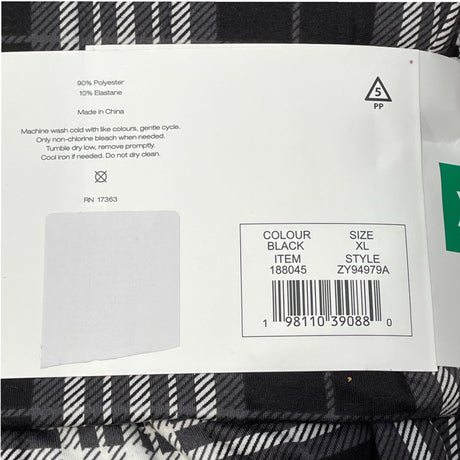 90% Polyester
10% Elastane
Made in China
Machine wash cold with like colours, gentle cycle.
Only non-chlorine bleach when needed.
Tumble dry low, remove promptly.
Cool iron if needed. Do not dry clean.
RN 17363
5
PP
COLOUR SIZE
BLACK XL
ITEM STYLE
188045 ZY94979A
1 98110 39088 0